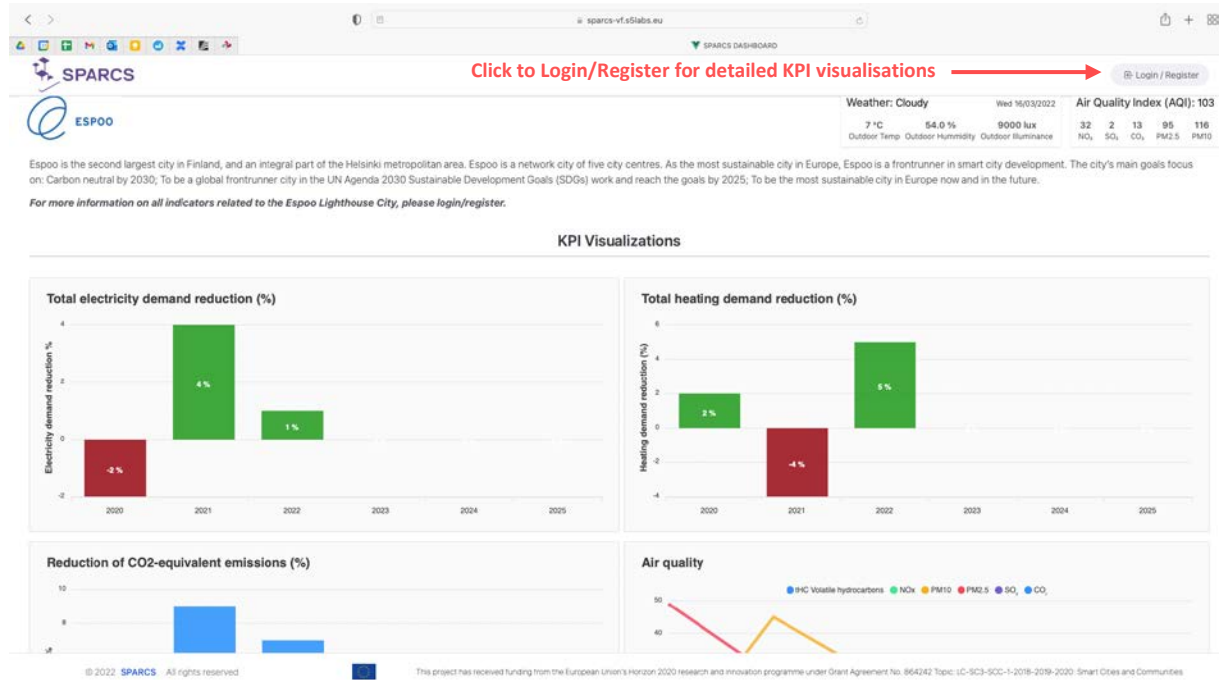 sparcs-vf.s5labs.eu
SPARCS DASHBOARD
SPARCS
Click to Login/Register for detailed KPI visualisations
Login / Register
ESPOO
Weather: Cloudy
Wed 16/03/2022
7 °C 54.0 % 9000 lux
Outdoor Temp Outdoor Hummidity Outdoor Illuminance
Air Quality Index (AQI): 103
32 2 13 95 116
NOₓ SO₂ CO₂ PM2.5 PM10
Espoo is the second largest city in Finland, and an integral part of the Helsinki metropolitan area. Espoo is a network city of five city centres. As the most sustainable city in Europe, Espoo is a frontrunner in smart city development. The city's main goals focus
on: Carbon neutral by 2030; To be a global frontrunner city in the UN Agenda 2030 Sustainable Development Goals (SDGs) work and reach the goals by 2025; To be the most sustainable city in Europe now and in the future.
For more information on all indicators related to the Espoo Lighthouse City, please login/register.
KPI Visualizations
Total electricity demand reduction (%)
Electricity demand reduction %
4
2
0
-2
4 %
1 %
-2 %
2020 2021 2022 2023 2024 2025
Total heating demand reduction (%)
Heating demand reduction (%)
6
4
2
0
-2
-4
5 %
2 %
-4 %
2020 2021 2022 2023 2024 2025
Reduction of CO2-equivalent emissions (%)
10
8
Air quality
tHC Volatile hydrocarbons NOx PM10 PM2.5 SO₂ CO₂
50
40
© 2022 SPARCS All rights reserved
This project has received funding from the European Union's Horizon 2020 research and innovation programme under Grant Agreement No. 864242 Topic: LC-SC3-SCC-1-2018-2019-2020: Smart Cities and Communities